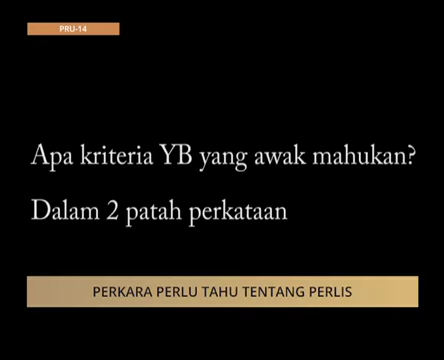 PRU-14
Apa kriteria YB yang awak mahukan?
Dalam 2 patah perkataan
PERKARA PERLU TAHU TENTANG PERLIS